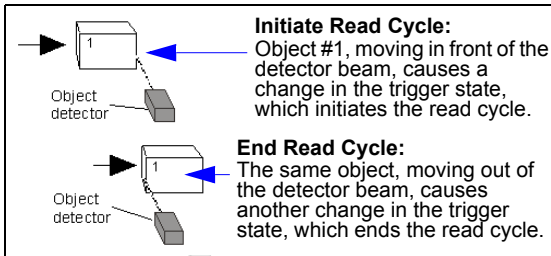 Initiate Read Cycle:
1
Object #1, moving in front of the
detector beam, causes a
change in the trigger state,
which initiates the read cycle.
Object
detector
End Read Cycle:
1
The same object, moving out of
the detector beam, causes
another change in the trigger
state, which ends the read cycle.
Object
detector